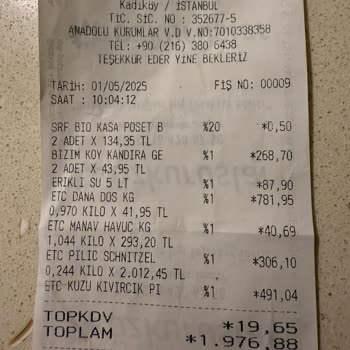 Kadıköy / İSTANBUL
TİC. SİC. NO : 352677-5
ANADOLU KURUMLAR V.D V.NO:7010338358
TEL: +90 (216) 380 6438
TEŞEKKÜR EDER YİNE BEKLERİZ
TARİH: 01/05/2025 FİŞ NO: 00009
SAAT : 10:04:12
SRF BIO KASA POSET B %20 *0,50
2 ADET X 134,35 TL
BIZIM KOY KANDIRA GE %1 *268,70
2 ADET X 43,95 TL
ERIKLI SU 5 LT %1 *87,90
ETC DANA DOS KG %1 *781,95
0,970 KILO X 41,95 TL
ETC MANAV HAVUC KG %1 *40,69
1,044 KILO X 293,20 TL
ETC PILIC SCHNITZEL %1 *306,10
0,244 KILO X 2.012,45 TL
ETC KUZU KIVIRCIK PI %1 *491,04
TOPKDV *19,65
TOPLAM *1.976,88